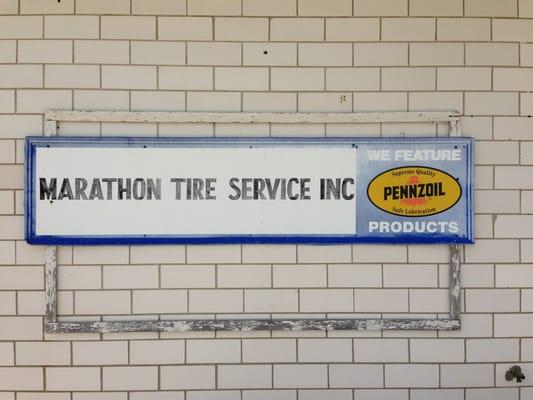 MARATHON TIRE SERVICE INC
WE FEATURE
Supreme Quality
PENNZOIL
Safe Lubrication
PRODUCTS